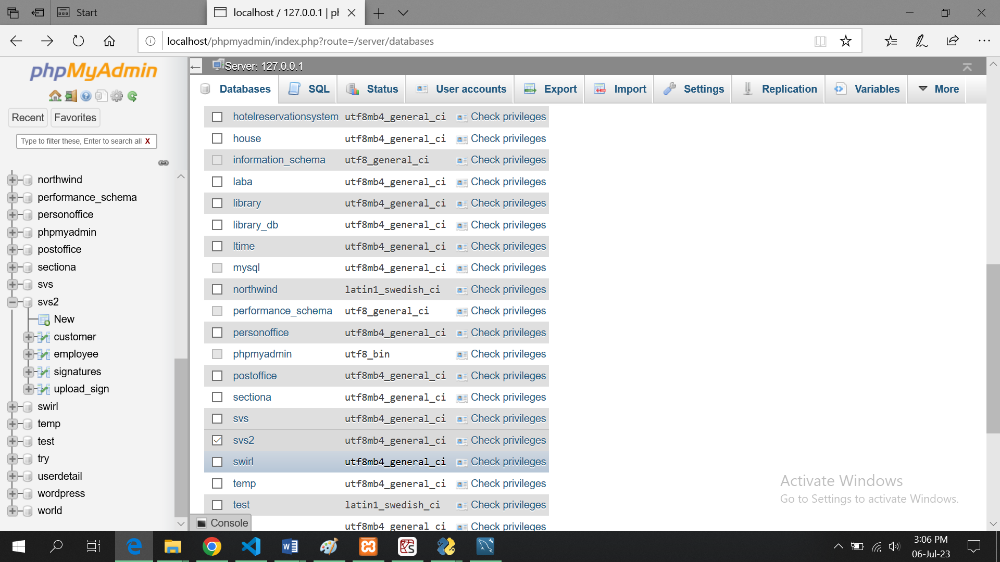 Start
localhost / 127.0.0.1 | pl
localhost/phpmyadmin/index.php?route=/server/databases
phpMyAdmin
Recent
Favorites
Type to filter these, Enter to search all X
northwind
performance_schema
personoffice
phpmyadmin
postoffice
sectiona
svs
svs2
New
customer
employee
signatures
upload_sign
swirl
temp
test
try
userdetail
wordpress
world
Server: 127.0.0.1
Databases SQL Status User accounts Export Import Settings Replication Variables More
hotelreservationsystem utf8mb4_general_ci Check privileges
house utf8mb4_general_ci Check privileges
information_schema utf8_general_ci Check privileges
laba utf8mb4_general_ci Check privileges
library utf8mb4_general_ci Check privileges
library_db utf8mb4_general_ci Check privileges
ltime utf8mb4_general_ci Check privileges
mysql utf8mb4_general_ci Check privileges
northwind latin1_swedish_ci Check privileges
performance_schema utf8_general_ci Check privileges
personoffice utf8mb4_general_ci Check privileges
phpmyadmin utf8_bin Check privileges
postoffice utf8mb4_general_ci Check privileges
sectiona utf8mb4_general_ci Check privileges
svs utf8mb4_general_ci Check privileges
svs2 utf8mb4_general_ci Check privileges
swirl utf8mb4_general_ci Check privileges
temp utf8mb4_general_ci Check privileges
test latin1_swedish_ci Check privileges
utf8mb4_general_ci Check privileges
Console
Activate Windows
Go to Settings to activate Windows.
3:06 PM
06-Jul-23